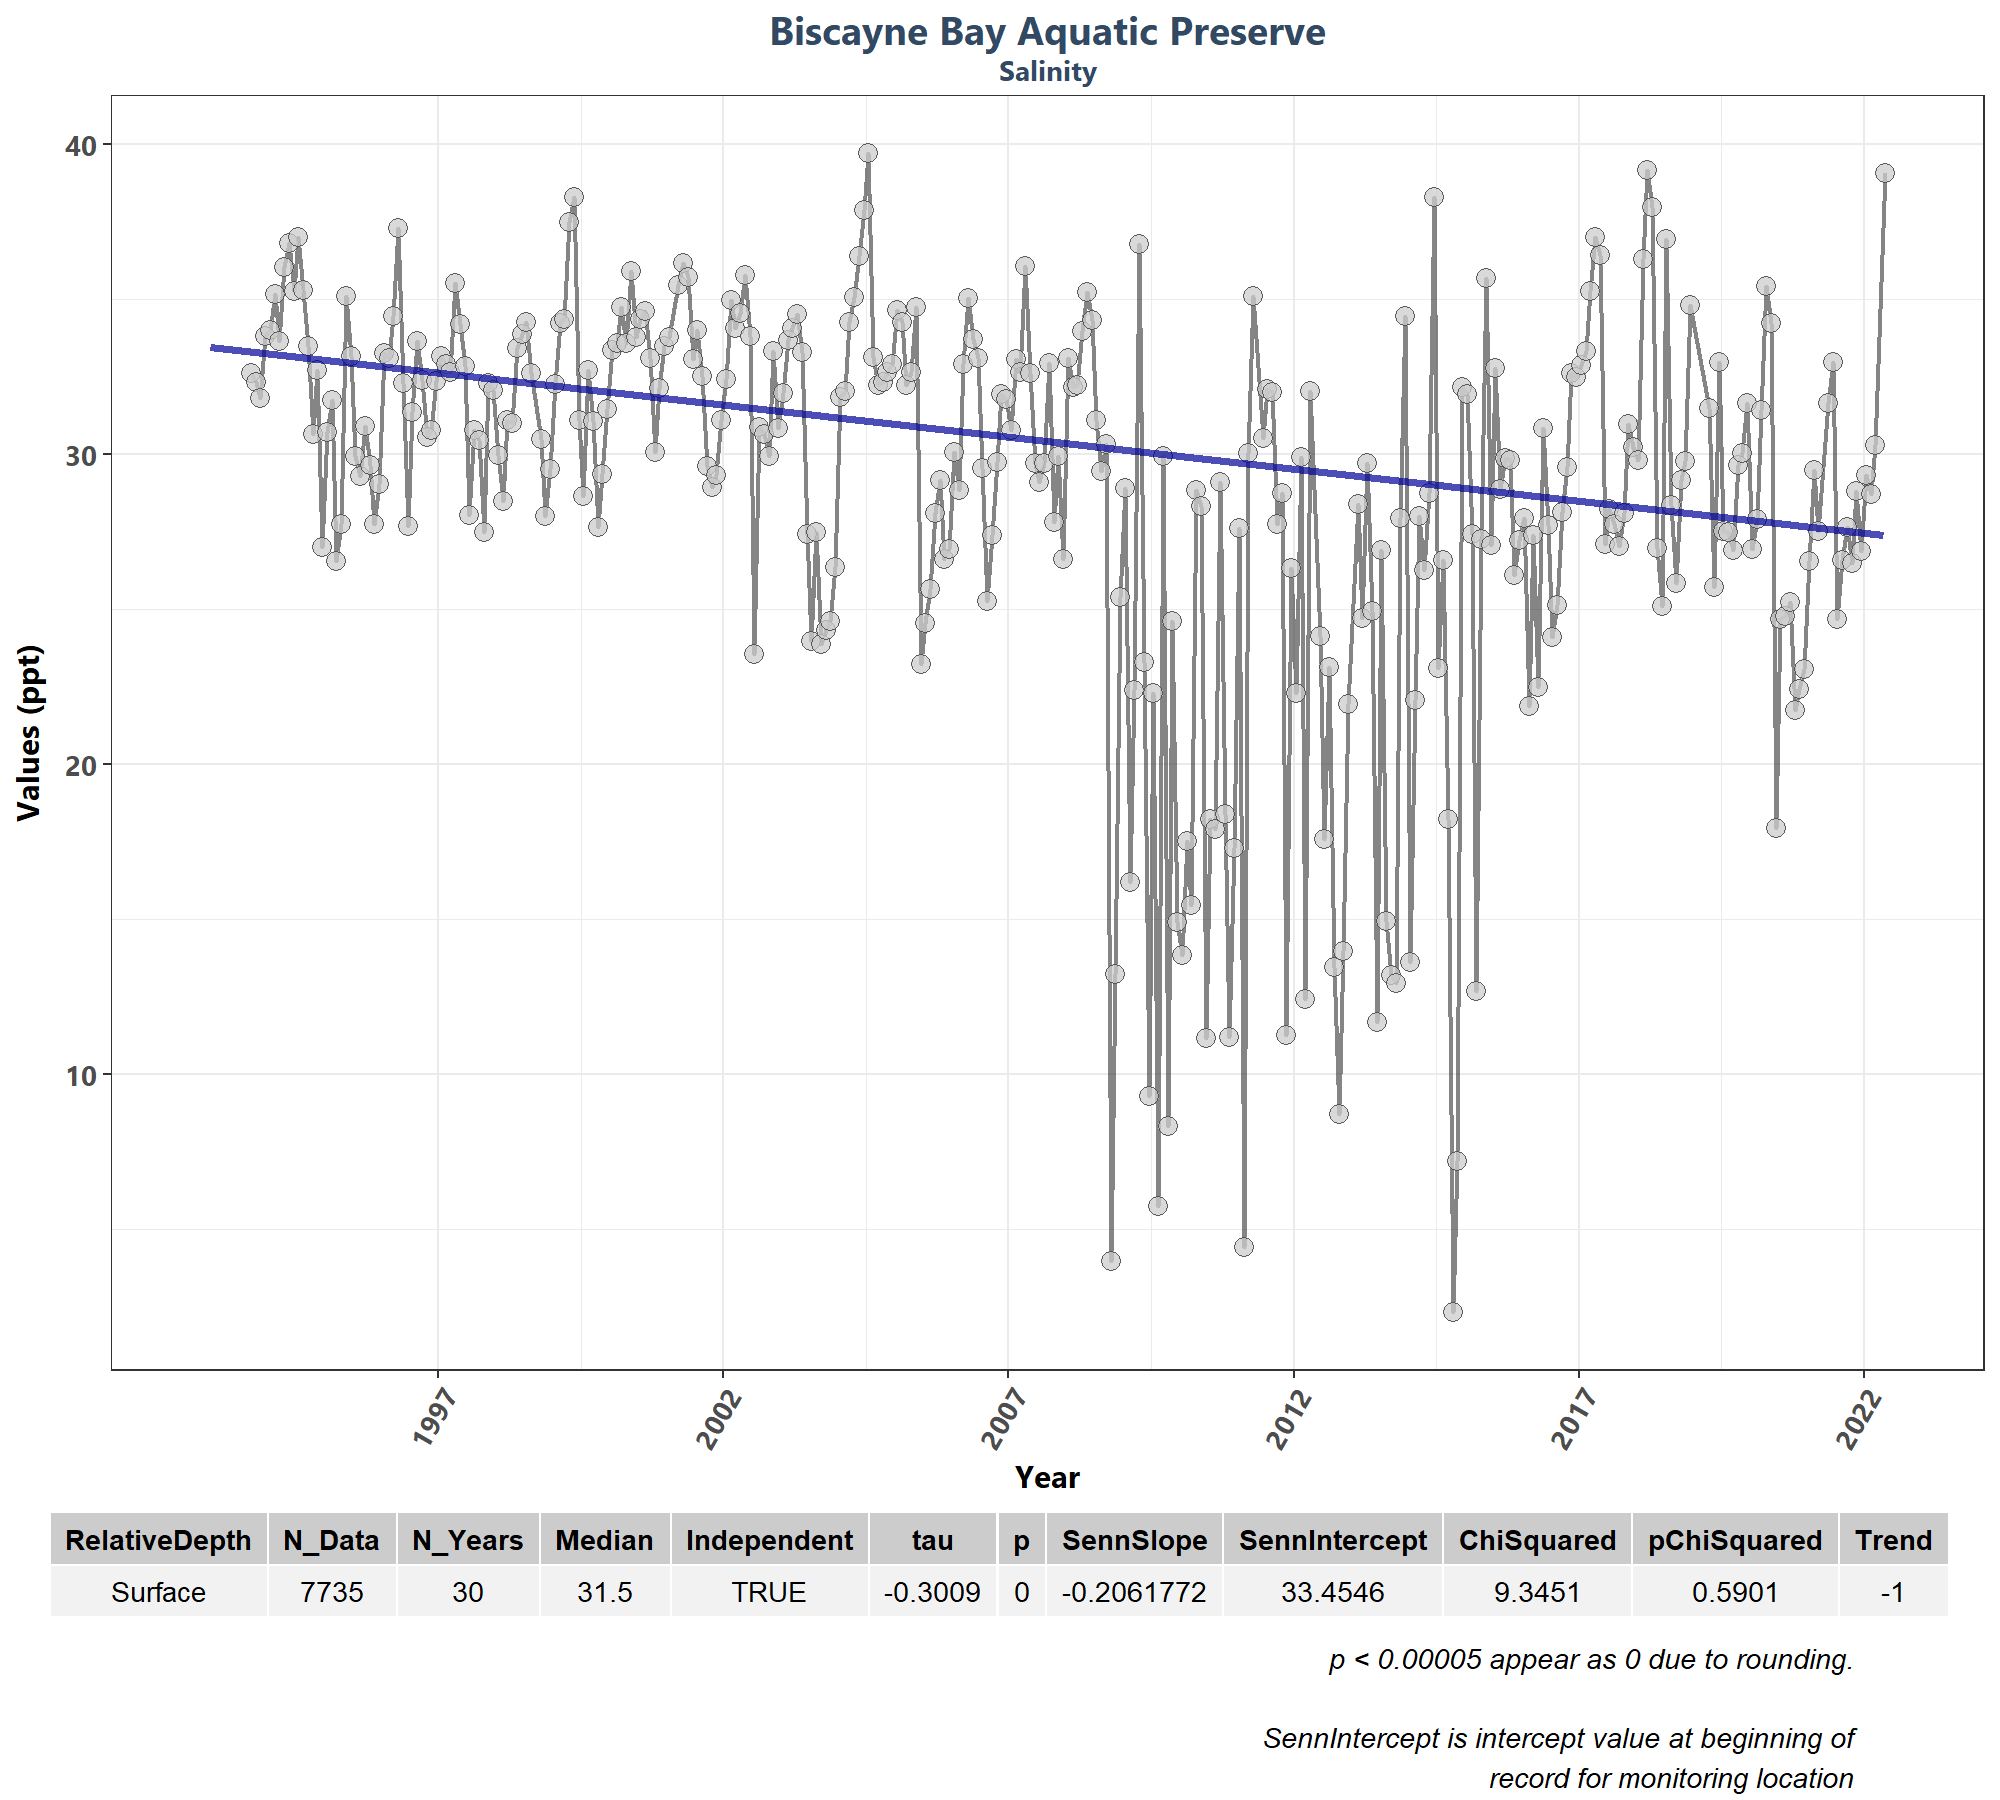 Biscayne Bay Aquatic Preserve
Salinity
Values (ppt)
40
30
20
10
1997 2002 2007 2012 2017 2022
Year
RelativeDepth N_Data N_Years Median Independent tau p SennSlope SennIntercept ChiSquared pChiSquared Trend
Surface 7735 30 31.5 TRUE -0.3009 0 -0.2061772 33.4546 9.3451 0.5901 -1
p < 0.00005 appear as 0 due to rounding.
SennIntercept is intercept value at beginning of
record for monitoring location